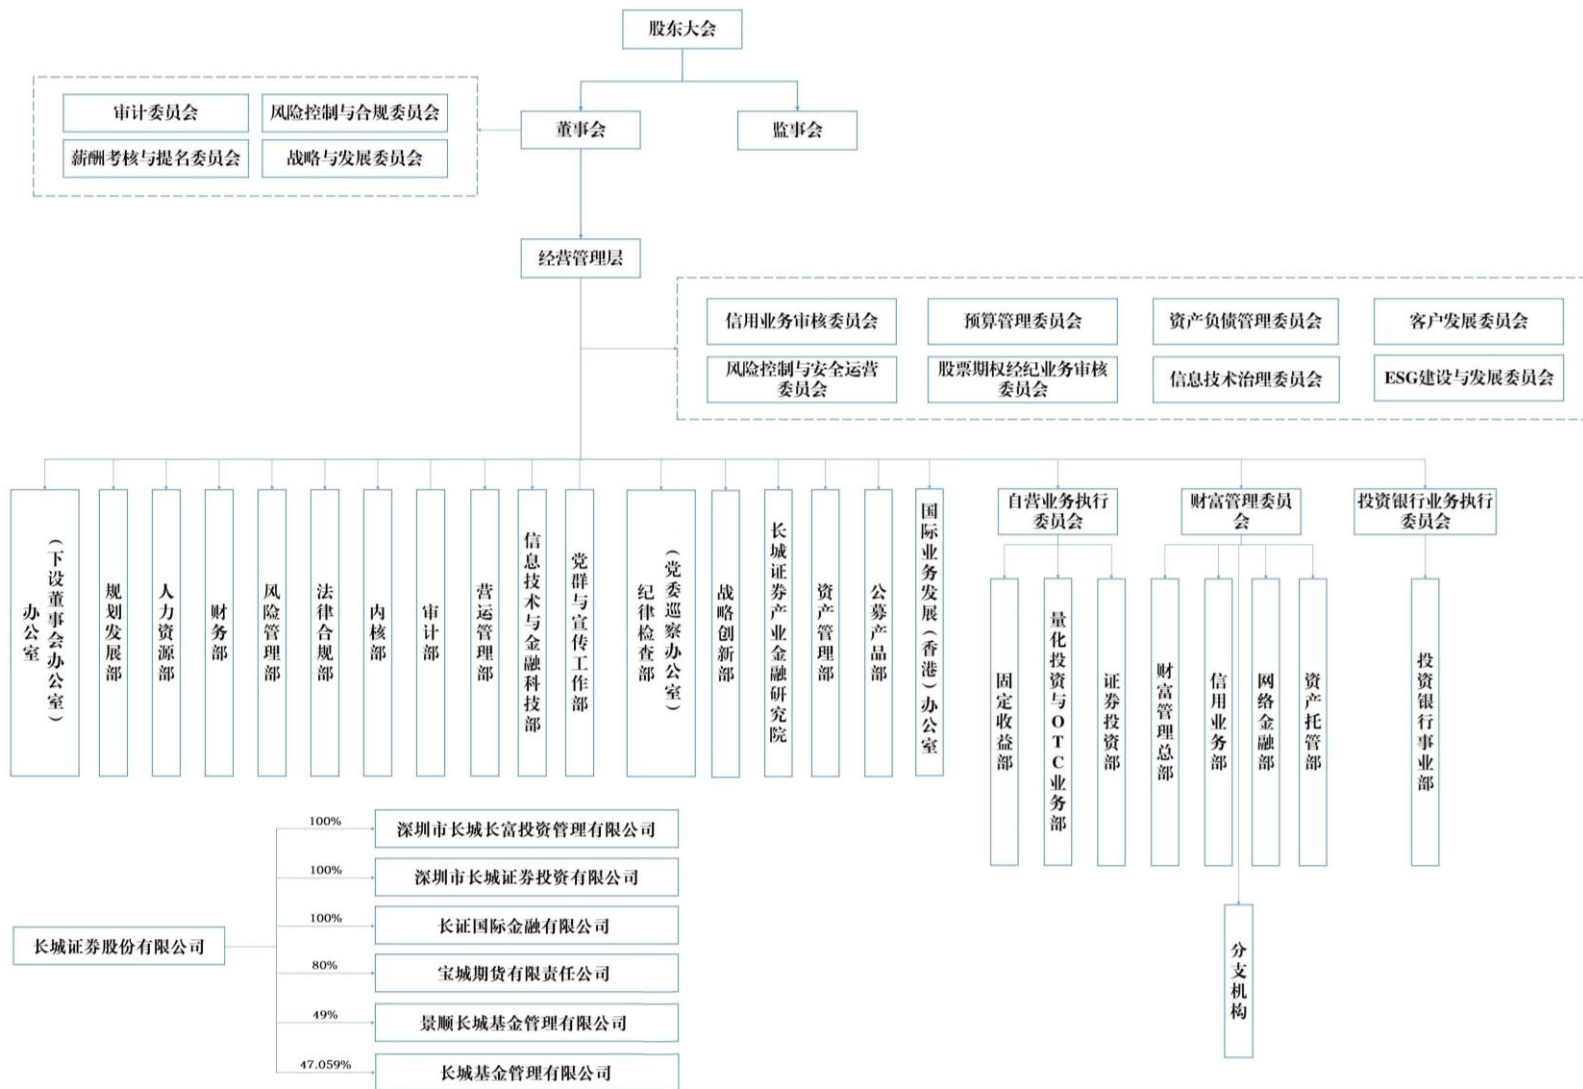 股东大会
审计委员会
风险控制与合规委员会
薪酬考核与提名委员会
战略与发展委员会
董事会
监事会
经营管理层
信用业务审核委员会
预算管理委员会
资产负债管理委员会
客户发展委员会
风险控制与安全运营
委员会
股票期权经纪业务审核
委员会
信息技术治理委员会
ESG建设与发展委员会
办公室
（下设董事会办公室）
规划发展部
人力资源部
财务部
风险管理部
法律合规部
内核部
审计部
营运管理部
信息技术与金融科技部
党群与宣传工作部
纪律检查部
（党委巡察办公室）
战略创新部
长城证券产业金融研究院
资产管理部
公募产品部
国际业务发展（香港）办公室
自营业务执行
委员会
固定收益部
量化投资与OTC业务部
证券投资部
财富管理委员
会
财富管理总部
信用业务部
网络金融部
资产托管部
分支机构
投资银行业务执行
委员会
投资银行事业部
长城证券股份有限公司
100%
深圳市长城长富投资管理有限公司
100%
深圳市长城证券投资有限公司
100%
长证国际金融有限公司
80%
宝城期货有限责任公司
49%
景顺长城基金管理有限公司
47.059%
长城基金管理有限公司